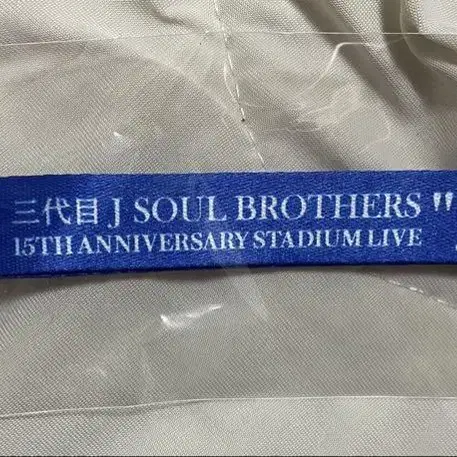 三代目 J SOUL BROTHERS "
15TH ANNIVERSARY STADIUM LIVE